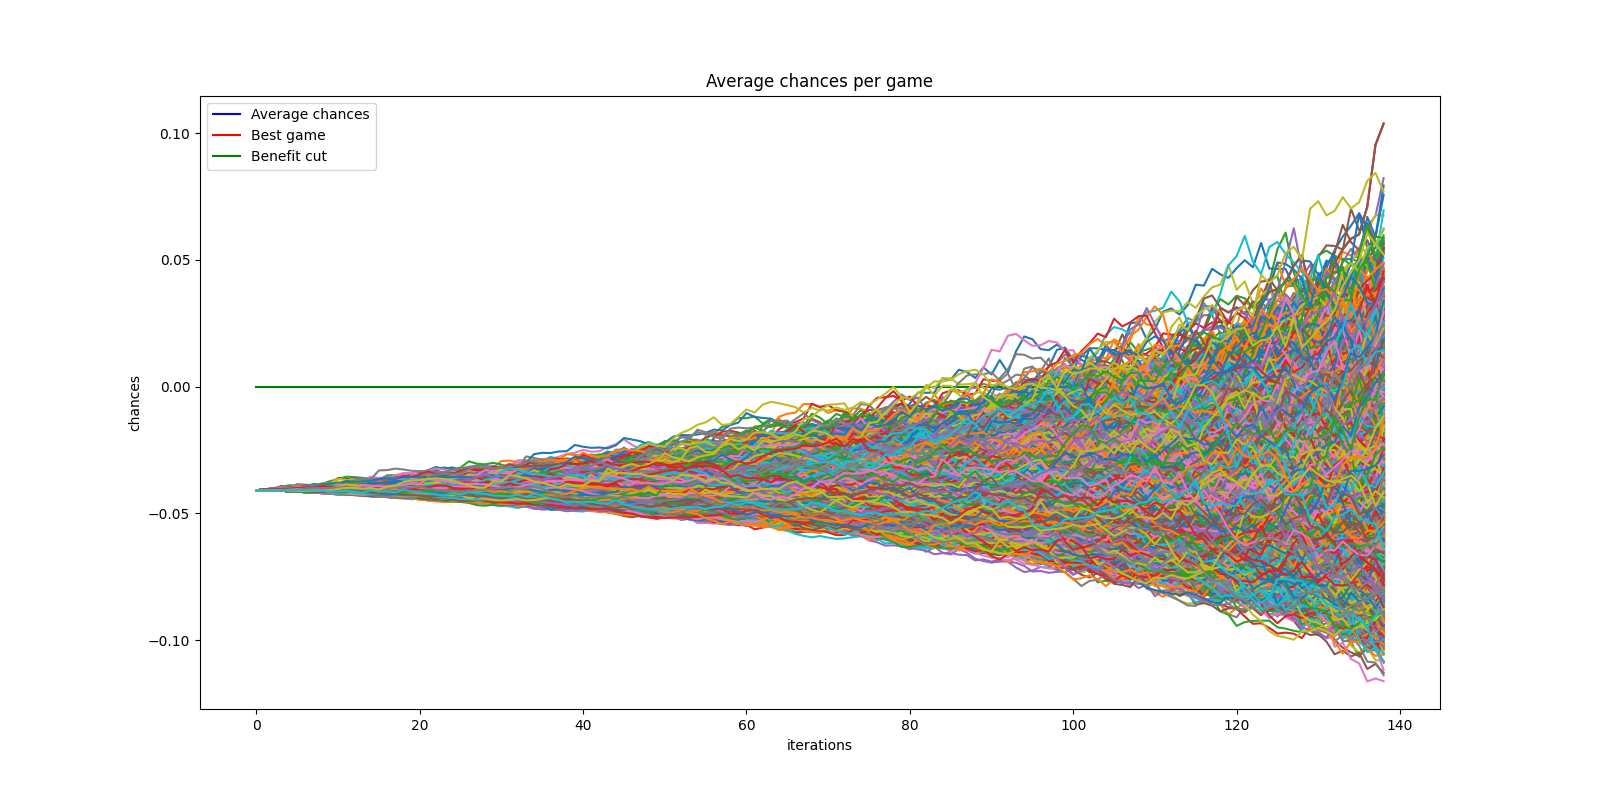 Average chances per game
Average chances
Best game
Benefit cut
0.10
0.05
0.00
−0.05
−0.10
chances
0 20 40 60 80 100 120 140
iterations